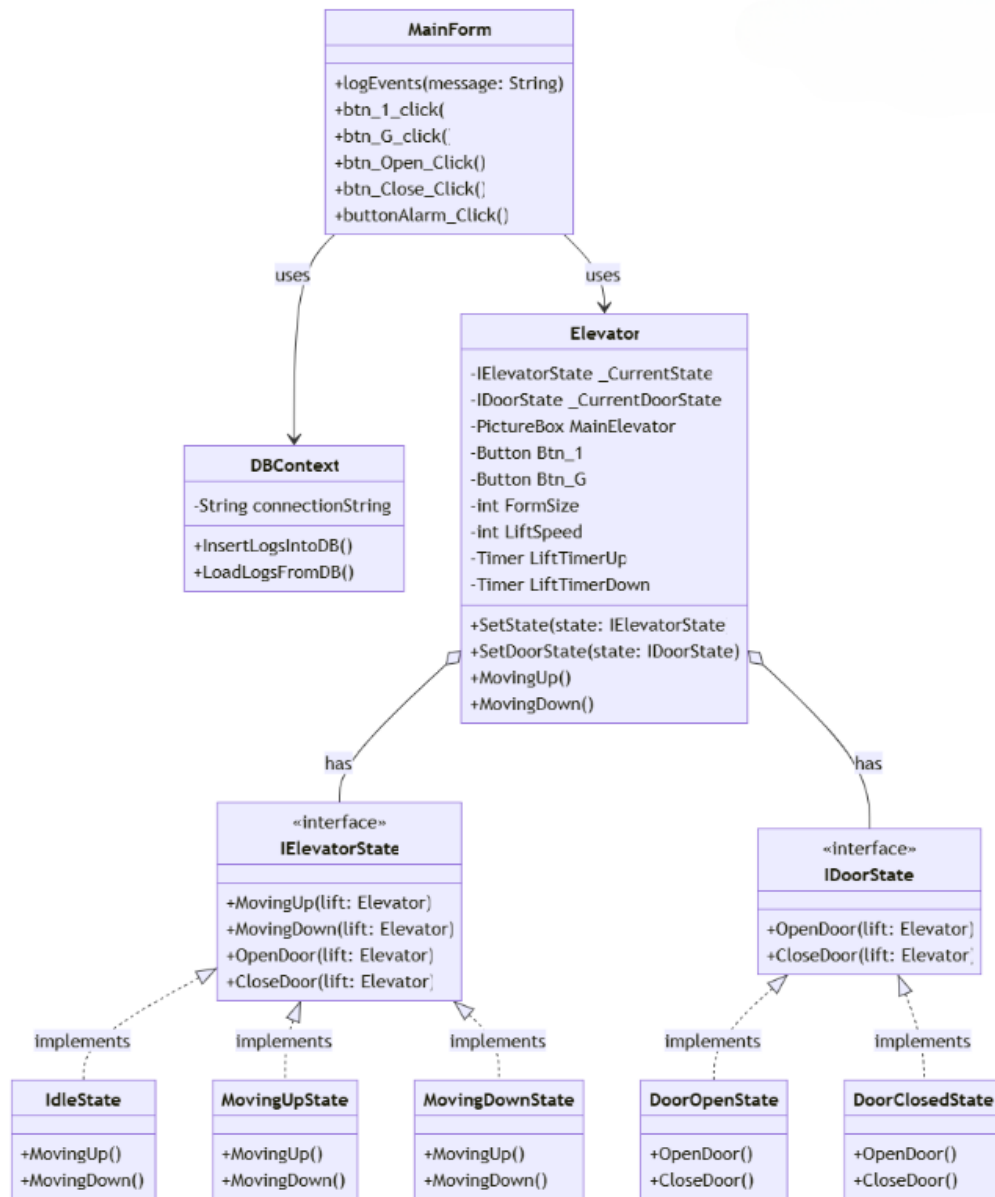 MainForm
+logEvents(message: String)
+btn_1_click(
+btn_G_click(
+btn_Open_Click()
+btn_Close_Click()
+buttonAlarm_Click()
uses
uses
DBContext
-String connectionString
+InsertLogsIntoDB()
+LoadLogsFromDB()
Elevator
-IElevatorState _CurrentState
-IDoorState _CurrentDoorState
-PictureBox MainElevator
-Button Btn_1
-Button Btn_G
-int FormSize
-int LiftSpeed
-Timer LiftTimerUp
-Timer LiftTimerDown
+SetState(state: IElevatorState
+SetDoorState(state: IDoorState)
+MovingUp()
+MovingDown()
has
has
«interface»
IElevatorState
+MovingUp(lift: Elevator)
+MovingDown(lift: Elevator)
+OpenDoor(lift: Elevator)
+CloseDoor(lift: Elevator)
«interface»
IDoorState
+OpenDoor(lift: Elevator)
+CloseDoor(lift: Elevator)
implements
implements
implements
implements
implements
IdleState
+MovingUp()
+MovingDown()
MovingUpState
+MovingUp()
+MovingDown()
MovingDownState
+MovingUp()
+MovingDown()
DoorOpenState
+OpenDoor()
+CloseDoor()
DoorClosedState
+OpenDoor()
+CloseDoor()